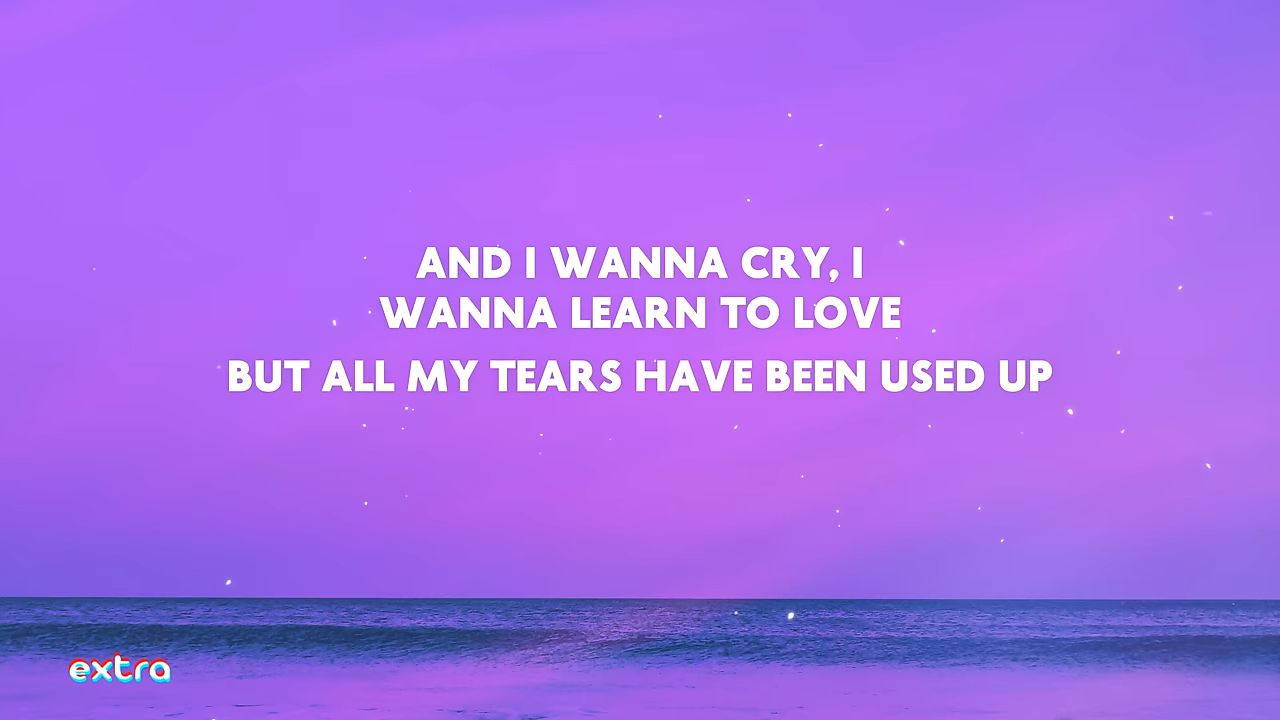 AND I WANNA CRY, I
WANNA LEARN TO LOVE
BUT ALL MY TEARS HAVE BEEN USED UP
extra